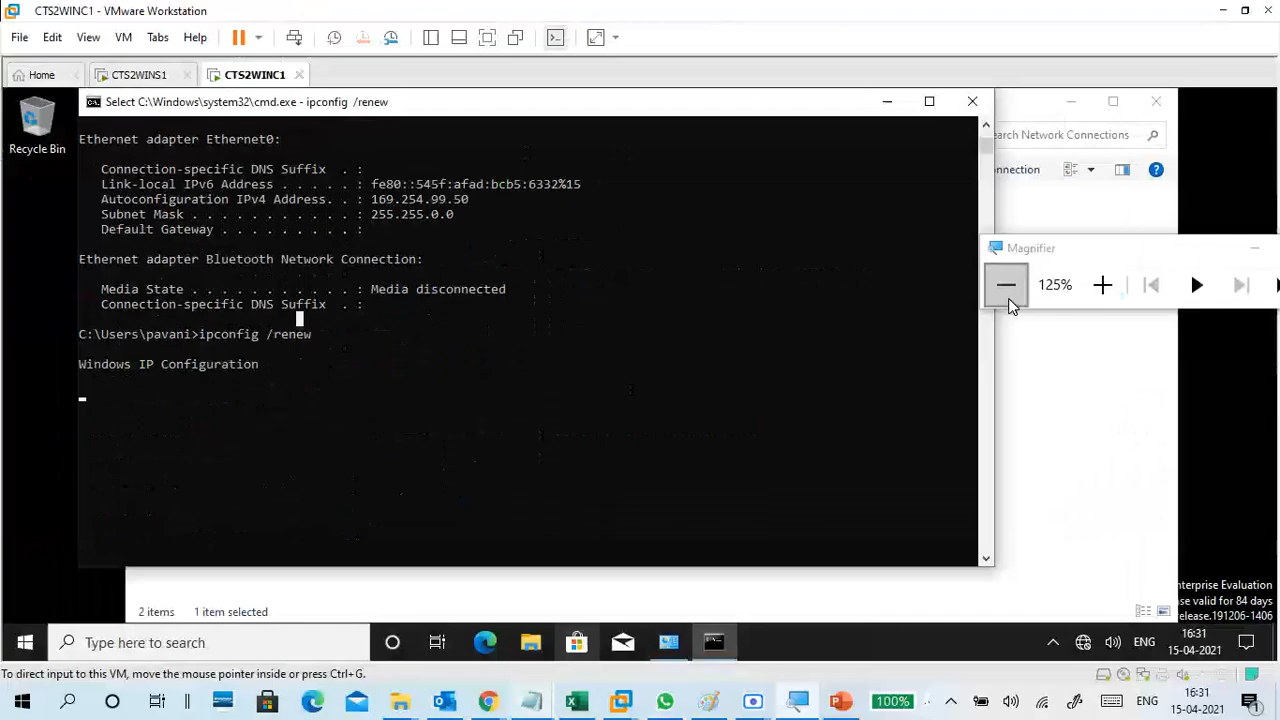 CTS2WINC1 - VMware Workstation
File Edit View VM Tabs Help
Home CTS2WINS1 CTS2WINC1
Recycle Bin
Select C:\Windows\system32\cmd.exe - ipconfig /renew
Ethernet adapter Ethernet0:
Connection-specific DNS Suffix . :
Link-local IPv6 Address . . . . . : fe80::545f:afad:bcb5:6332%15
Autoconfiguration IPv4 Address. . : 169.254.99.50
Subnet Mask . . . . . . . . . . . : 255.255.0.0
Default Gateway . . . . . . . . . :
Ethernet adapter Bluetooth Network Connection:
Media State . . . . . . . . . . . : Media disconnected
Connection-specific DNS Suffix . :
C:\Users\pavani>ipconfig /renew
Windows IP Configuration
earch Network Connections
onnection
Magnifier
125%
2 items 1 item selected
nterprise Evaluation
se valid for 84 days
release.191206-1406
Type here to search
ENG
16:31
15-04-2021
To direct input to this VM, move the mouse pointer inside or press Ctrl+G.
100%
ENG
16:31
15-04-2021
1